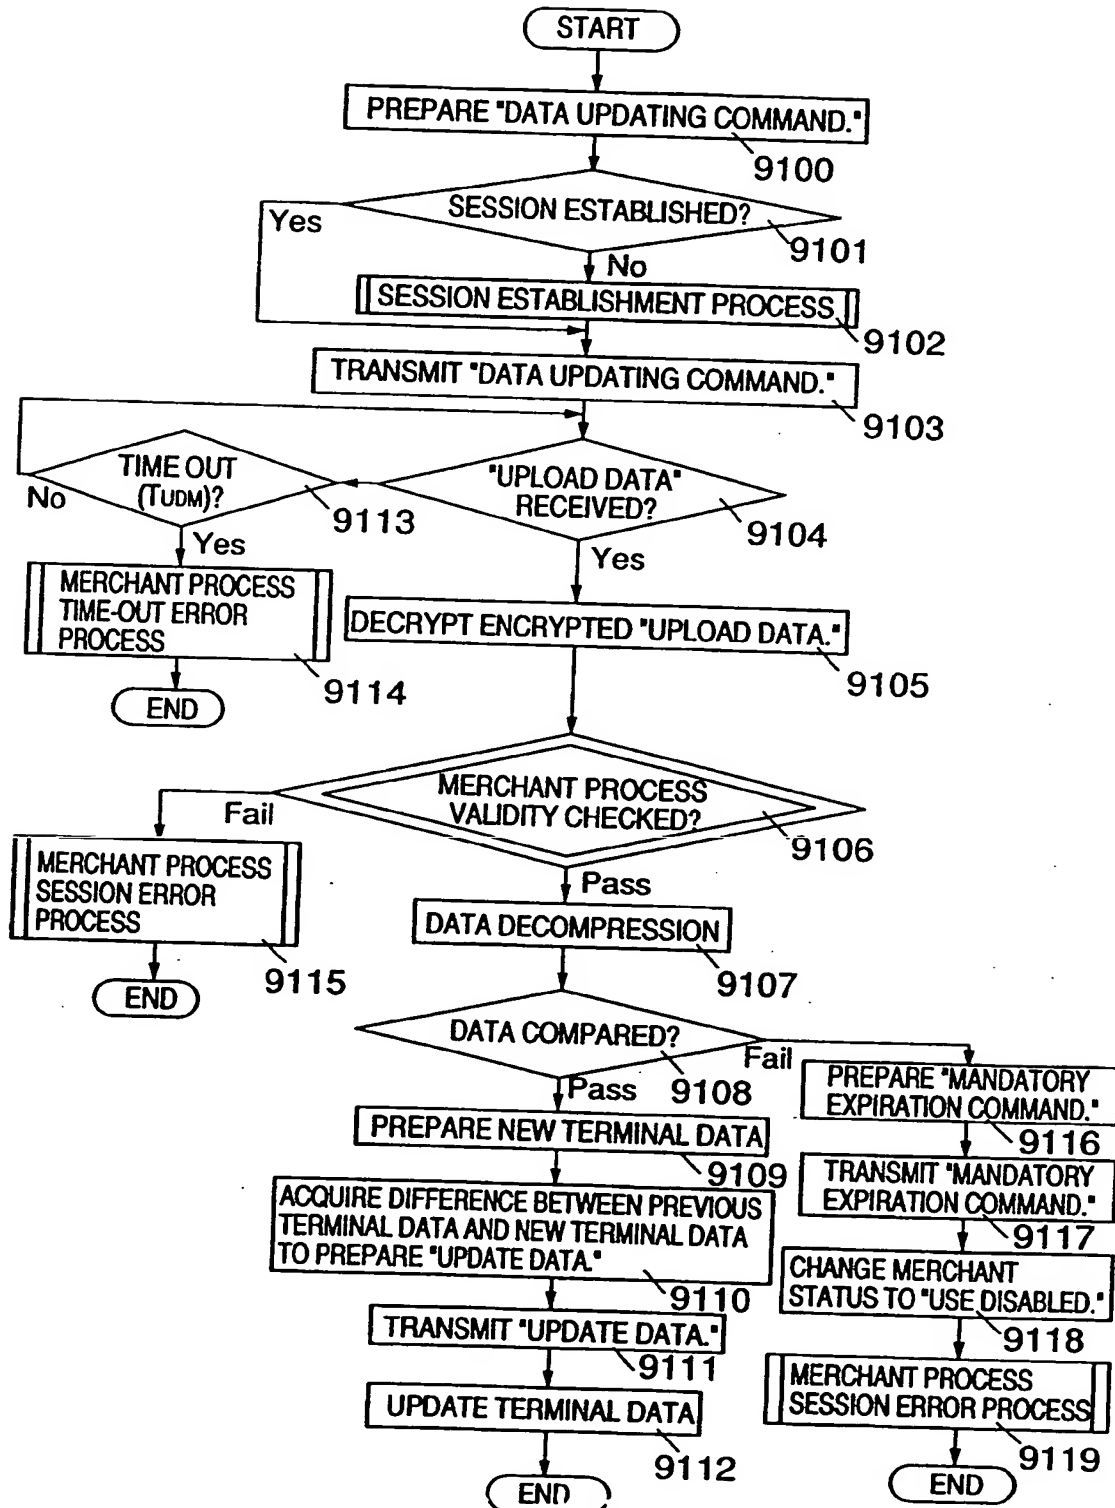 START
PREPARE "DATA UPDATING COMMAND."
9100
SESSION ESTABLISHED?
Yes
9101
No
SESSION ESTABLISHMENT PROCESS
9102
TRANSMIT "DATA UPDATING COMMAND."
9103
TIME OUT
(TUDM)?
No
9113
Yes
"UPLOAD DATA"
RECEIVED?
9104
Yes
MERCHANT PROCESS
TIME-OUT ERROR
PROCESS
9114
END
DECRYPT ENCRYPTED "UPLOAD DATA."
9105
MERCHANT PROCESS
VALIDITY CHECKED?
9106
Fail
Pass
MERCHANT PROCESS
SESSION ERROR
PROCESS
9115
END
DATA DECOMPRESSION
9107
DATA COMPARED?
9108
Fail
Pass
PREPARE NEW TERMINAL DATA
9109
ACQUIRE DIFFERENCE BETWEEN PREVIOUS
TERMINAL DATA AND NEW TERMINAL DATA
TO PREPARE "UPDATE DATA."
9110
TRANSMIT "UPDATE DATA."
9111
UPDATE TERMINAL DATA
9112
END
PREPARE "MANDATORY
EXPIRATION COMMAND."
9116
TRANSMIT "MANDATORY
EXPIRATION COMMAND."
9117
CHANGE MERCHANT
STATUS TO "USE DISABLED."
9118
MERCHANT PROCESS
SESSION ERROR PROCESS
9119
END